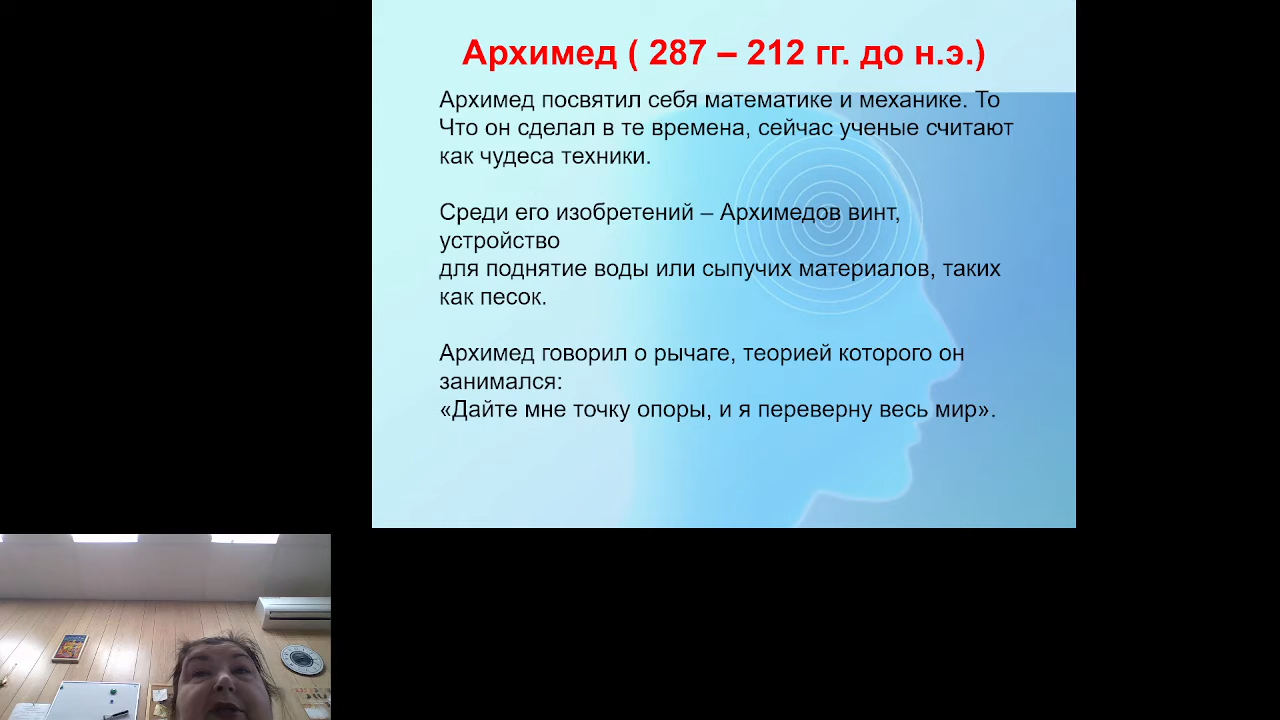 Архимед ( 287 – 212 гг. до н.э.)
Архимед посвятил себя математике и механике. То
Что он сделал в те времена, сейчас ученые считают
как чудеса техники.
Среди его изобретений – Архимедов винт,
устройство
для поднятие воды или сыпучих материалов, таких
как песок.
Архимед говорил о рычаге, теорией которого он
занимался:
«Дайте мне точку опоры, и я переверну весь мир».